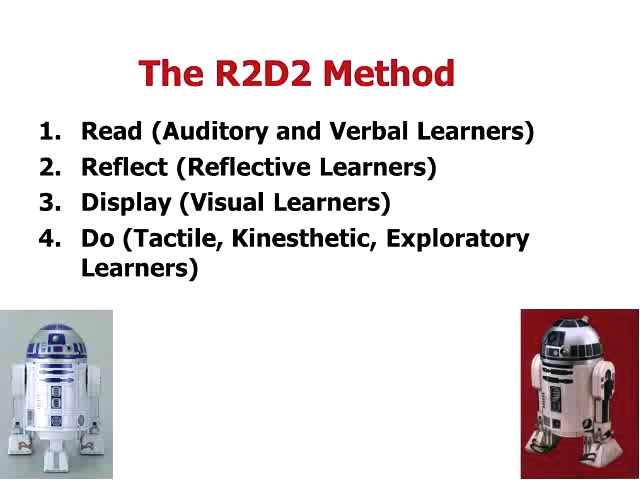 The R2D2 Method
1. Read (Auditory and Verbal Learners)
2. Reflect (Reflective Learners)
3. Display (Visual Learners)
4. Do (Tactile, Kinesthetic, Exploratory
Learners)